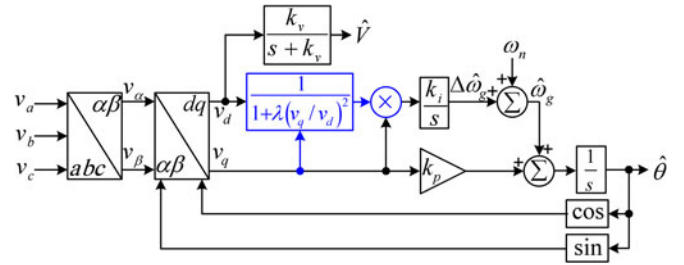 k_v
s + k_v
V̂
ω_n
v_a
v_b
v_c
αβ
abc
v_α
v_β
dq
αβ
v_d
v_q
1
1+λ(v_q / v_d)^2
×
k_i
s
Δω̂_g
+
+
Σ
ω̂_g
k_p
+
+
Σ
1
s
θ̂
cos
sin